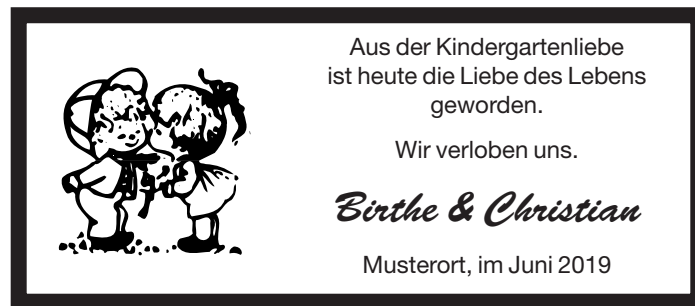 Aus der Kindergartenliebe
ist heute die Liebe des Lebens
geworden.
Wir verloben uns.
Birthe & Christian
Musterort, im Juni 2019